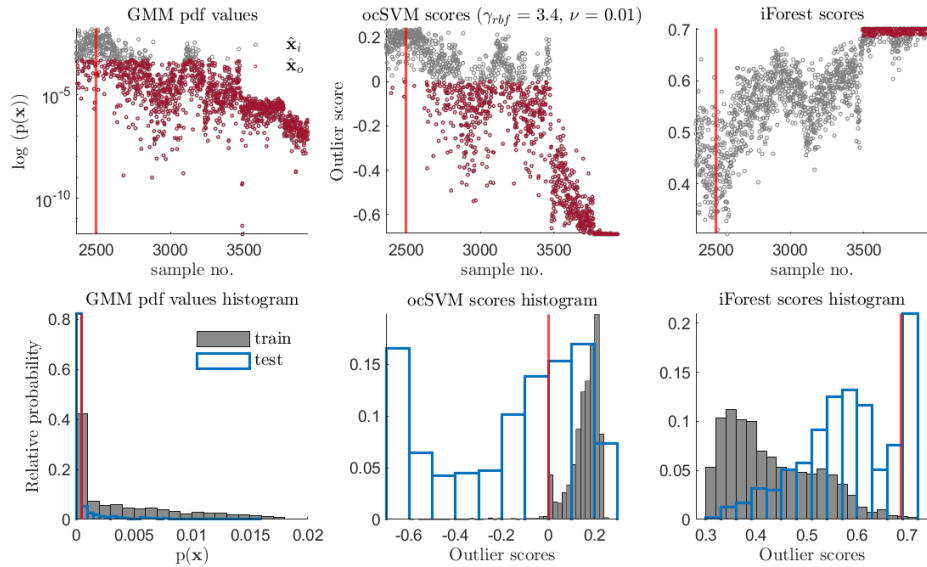 GMM pdf values
ocSVM scores (γrbf = 3.4, ν = 0.01)
iForest scores
log (p(x))
10^-5
10^-10
x̂i
x̂o
2500 3000 3500
sample no.
Outlier score
0.2
0
-0.2
-0.4
-0.6
2500 3000 3500
sample no.
0.7
0.6
0.5
0.4
2500 3000 3500
sample no.
GMM pdf values histogram
ocSVM scores histogram
iForest scores histogram
Relative probability
0.8
0.6
0.4
0.2
0
train
test
0 0.005 0.01 0.015 0.02
p(x)
0.15
0.1
0.05
0
-0.6 -0.4 -0.2 0 0.2
Outlier scores
0.2
0.15
0.1
0.05
0
0.3 0.4 0.5 0.6 0.7
Outlier scores